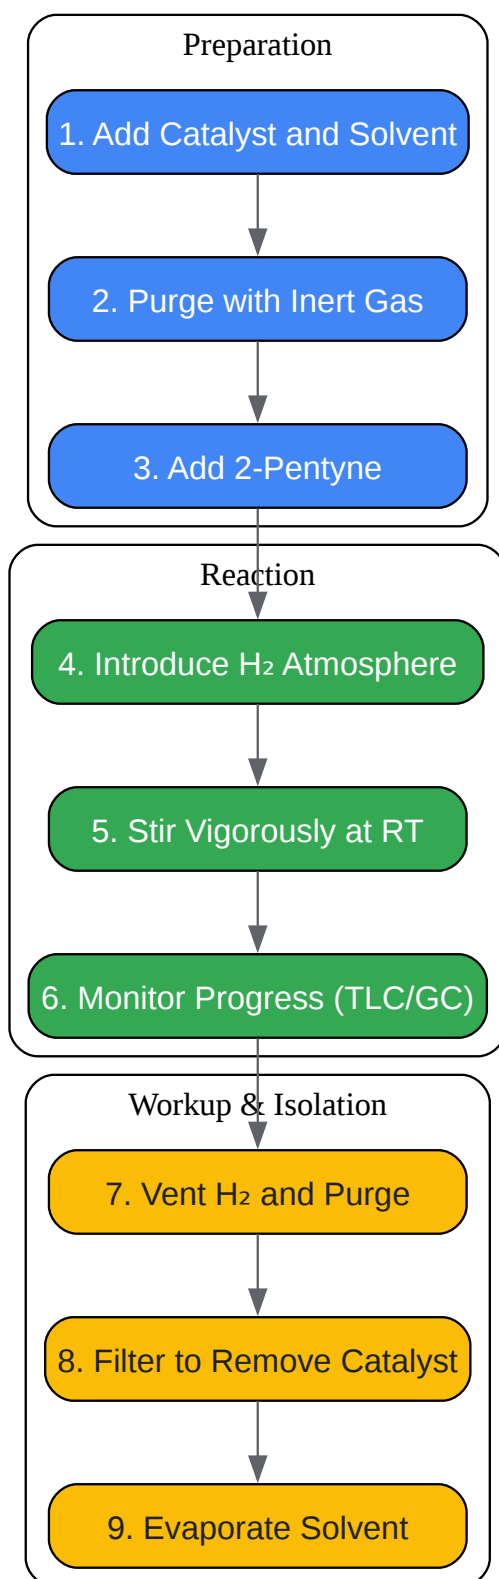 Preparation
1. Add Catalyst and Solvent
2. Purge with Inert Gas
3. Add 2-Pentyne
Reaction
4. Introduce H₂ Atmosphere
5. Stir Vigorously at RT
6. Monitor Progress (TLC/GC)
Workup & Isolation
7. Vent H₂ and Purge
8. Filter to Remove Catalyst
9. Evaporate Solvent